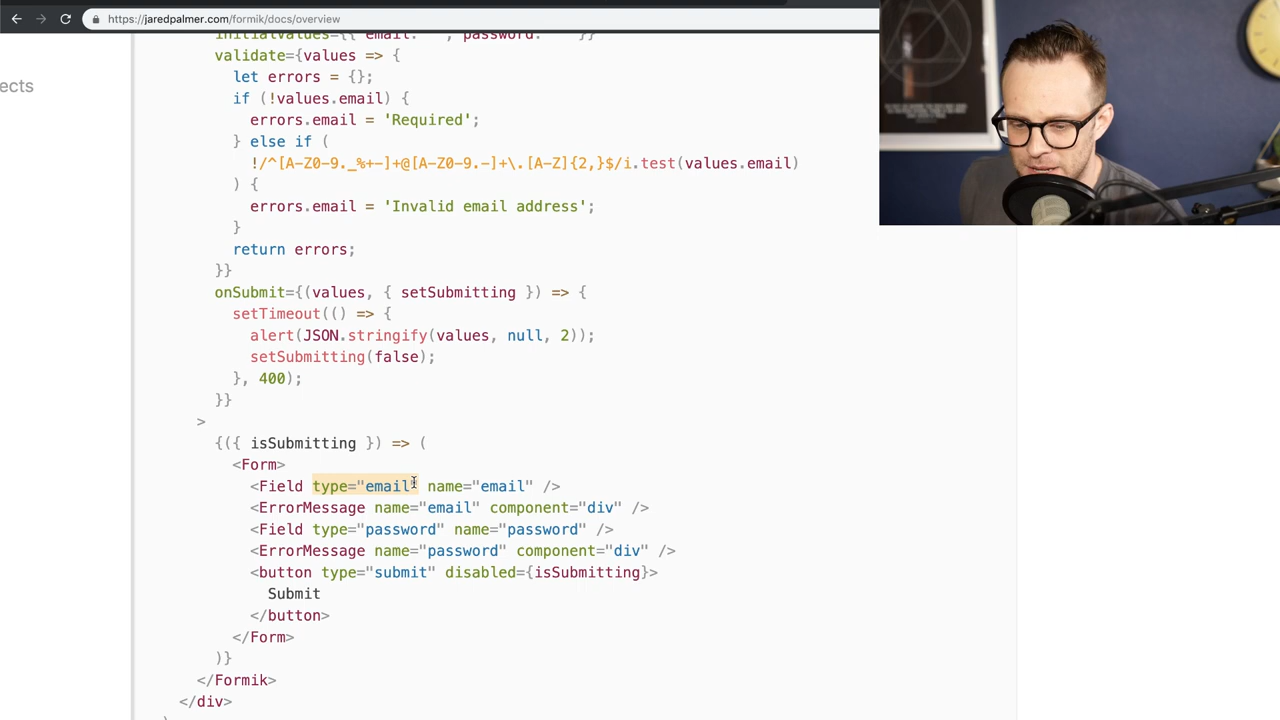 https://jaredpalmer.com/formik/docs/overview
ects
initialValues={{ email: '', password: '' }}
validate={values => {
let errors = {};
if (!values.email) {
errors.email = 'Required';
} else if (
!/^[A-Z0-9._%+-]+@[A-Z0-9.-]+\.[A-Z]{2,}$/i.test(values.email)
) {
errors.email = 'Invalid email address';
}
return errors;
}}
onSubmit={(values, { setSubmitting }) => {
setTimeout(() => {
alert(JSON.stringify(values, null, 2));
setSubmitting(false);
}, 400);
}}
>
{({ isSubmitting }) => (
<Form>
<Field type="email" name="email" />
<ErrorMessage name="email" component="div" />
<Field type="password" name="password" />
<ErrorMessage name="password" component="div" />
<button type="submit" disabled={isSubmitting}>
Submit
</button>
</Form>
)}
</Formik>
</div>